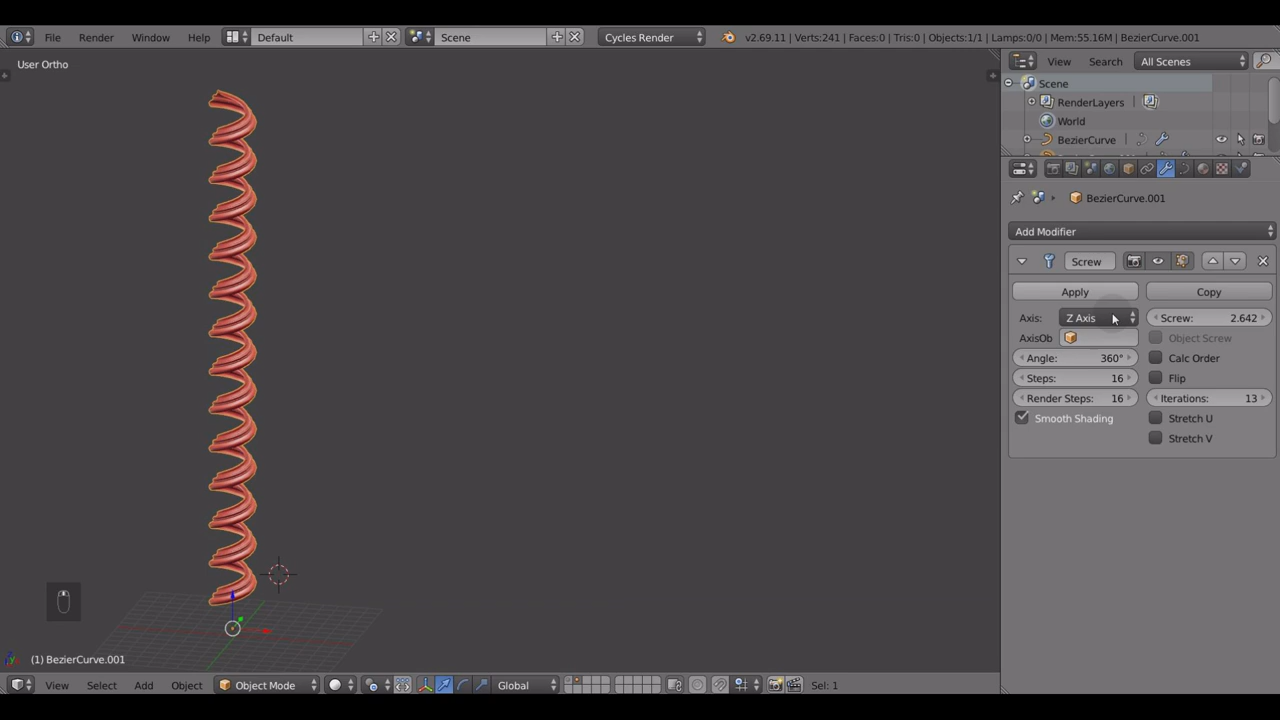 File Render Window Help Default Scene Cycles Render v2.69.11 | Verts:241 | Faces:0 | Tris:0 | Objects:1/1 | Lamps:0/0 | Mem:55.16M | BezierCurve.001
User Ortho
View Search All Scenes
Scene
RenderLayers
World
BezierCurve
BezierCurve.001
Add Modifier
Screw
Apply Copy
Axis: Z Axis Screw: 2.642
AxisOb Object Screw
Angle: 360° Calc Order
Steps: 16 Flip
Render Steps: 16 Iterations: 13
Smooth Shading Stretch U
Stretch V
(1) BezierCurve.001
View Select Add Object Object Mode Global Sel: 1